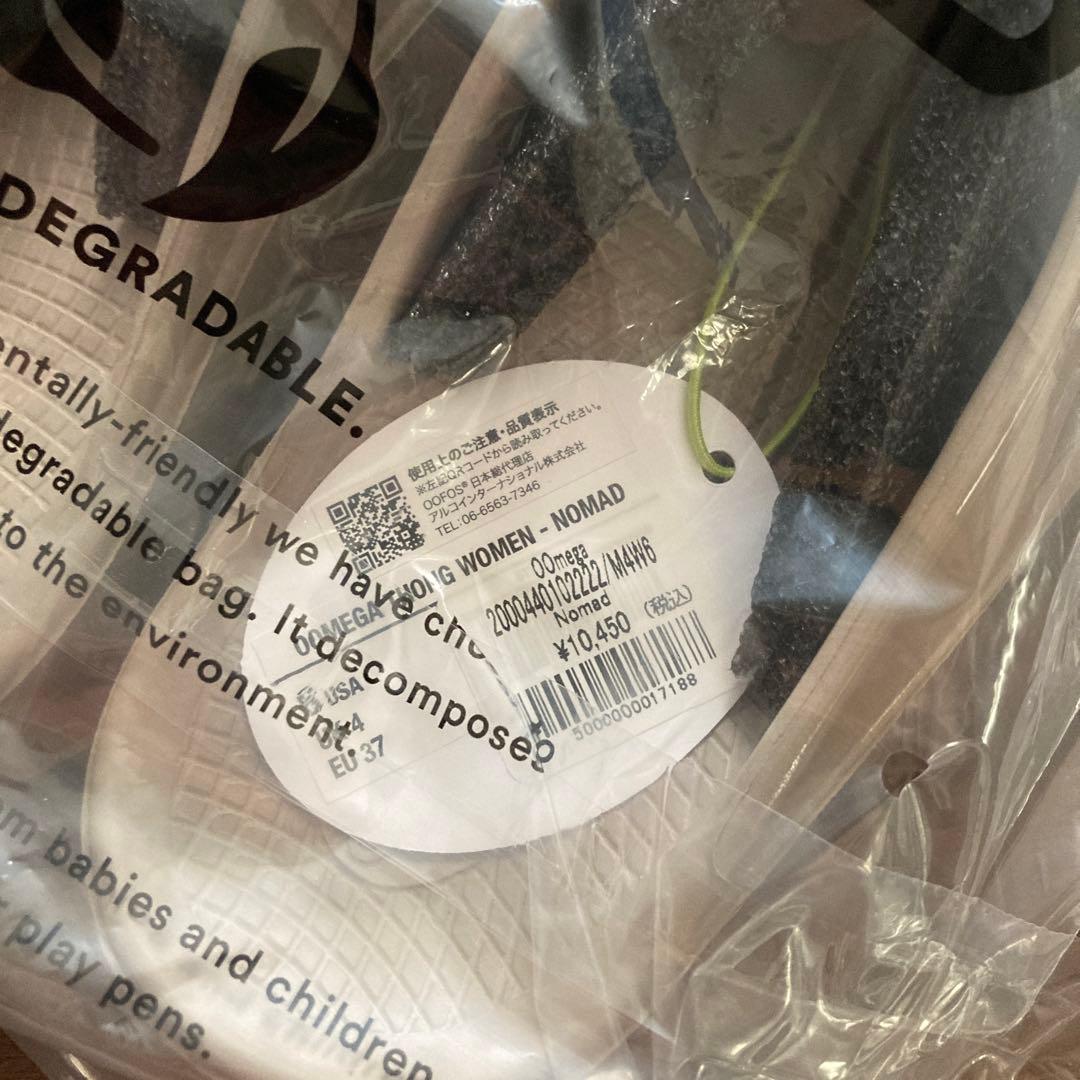 DEGRADABLE.
entally-friendly we have cho
degradable bag. It decomposes
to the environment.
om babies and children
play pens.
使用上のご注意・品質表示
※左記QRコードから読み取ってください。
OOFOS® 日本総代理店
アルコインターナショナル株式会社
TEL:06-6563-7346
OOMEGA THONG WOMEN - NOMAD
USA
EU 37
OOmega
2000440102222/M4W6
Nomad
¥10,450 (税込)
5000000017188